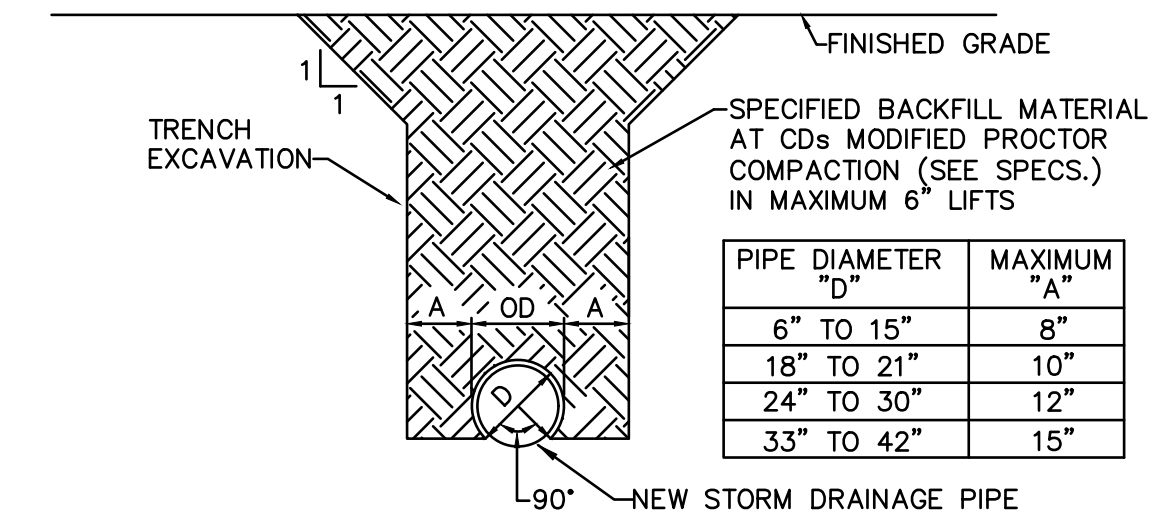 FINISHED GRADE
1
1
TRENCH
EXCAVATION
SPECIFIED BACKFILL MATERIAL
AT CDs MODIFIED PROCTOR
COMPACTION (SEE SPECS.)
IN MAXIMUM 6" LIFTS
PIPE DIAMETER "D" MAXIMUM "A"
6" TO 15" 8"
18" TO 21" 10"
24" TO 30" 12"
33" TO 42" 15"
A OD A
D
90°
NEW STORM DRAINAGE PIPE